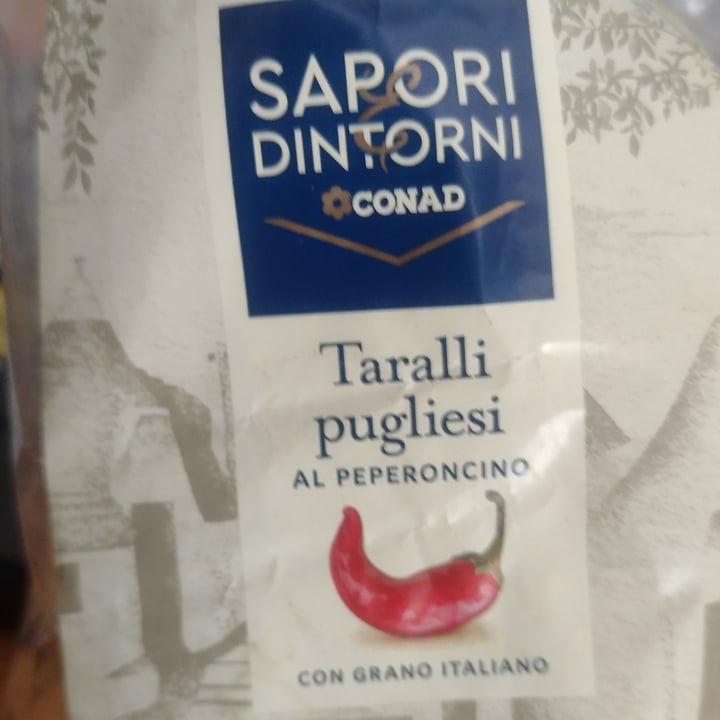 SAPORI
&
DINTORNI
CONAD
Taralli
pugliesi
AL PEPERONCINO
CON GRANO ITALIANO